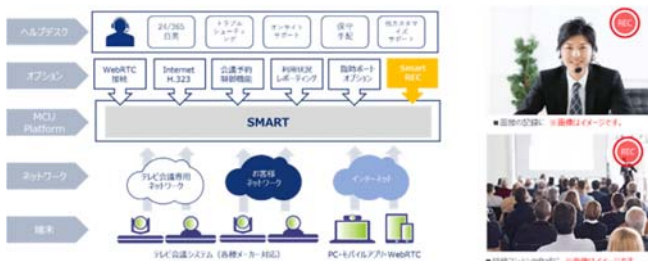 ヘルプデスク
24/365
日英
トラブル
シューティ
ング
オンサイト
サポート
保守
手配
サポート
オプション
WebRTC
接続
Internet
H.323
会議予約
制御機能
利用状況
レポーティング
臨時ポート
オプション
Smart
REC
MCU
Platform
SMART
ネットワーク
テレビ会議専用
ネットワーク
お客様
ネットワーク
インターネット
端末
テレビ会議システム（各種メーカー対応）
PC・モバイルアプリ・WebRTC
REC
■面接の記録に ※画像はイメージです。
REC
※画像はイメージです。